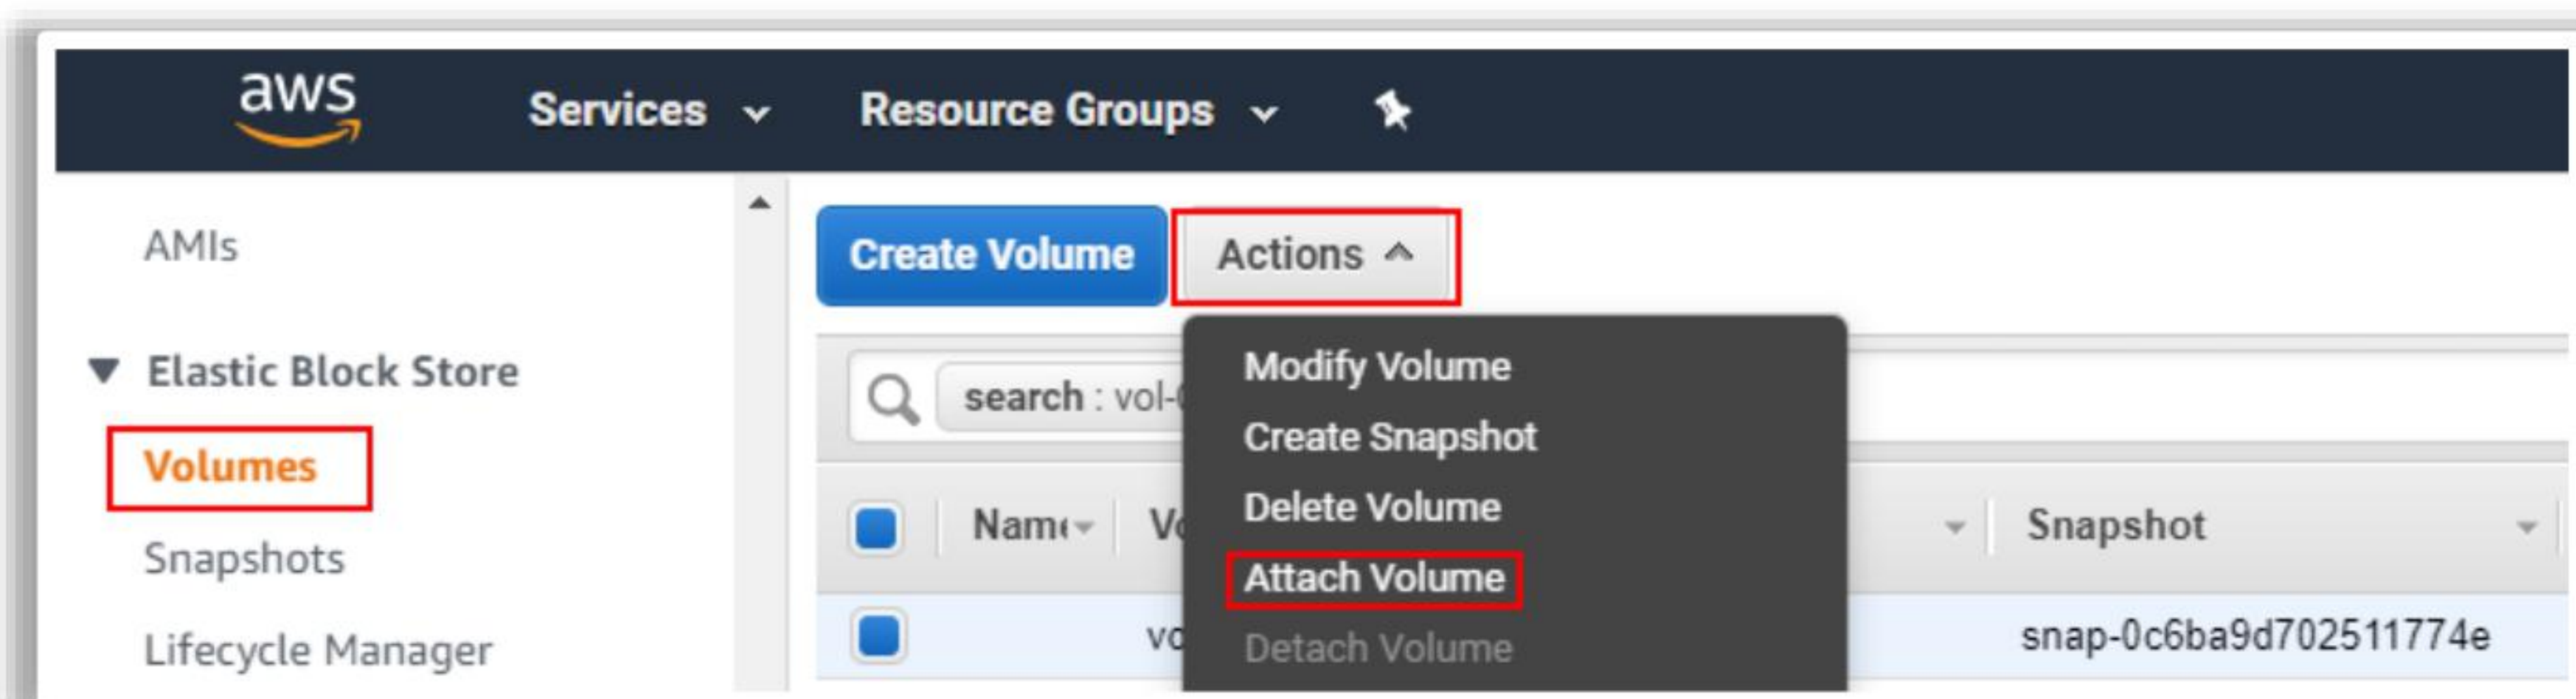 aws Services Resource Groups
AMIs
Elastic Block Store
Volumes
Snapshots
Lifecycle Manager
Create Volume Actions
search : vol-
Modify Volume
Create Snapshot
Delete Volume
Attach Volume
Detach Volume
Snapshot
snap-0c6ba9d702511774e